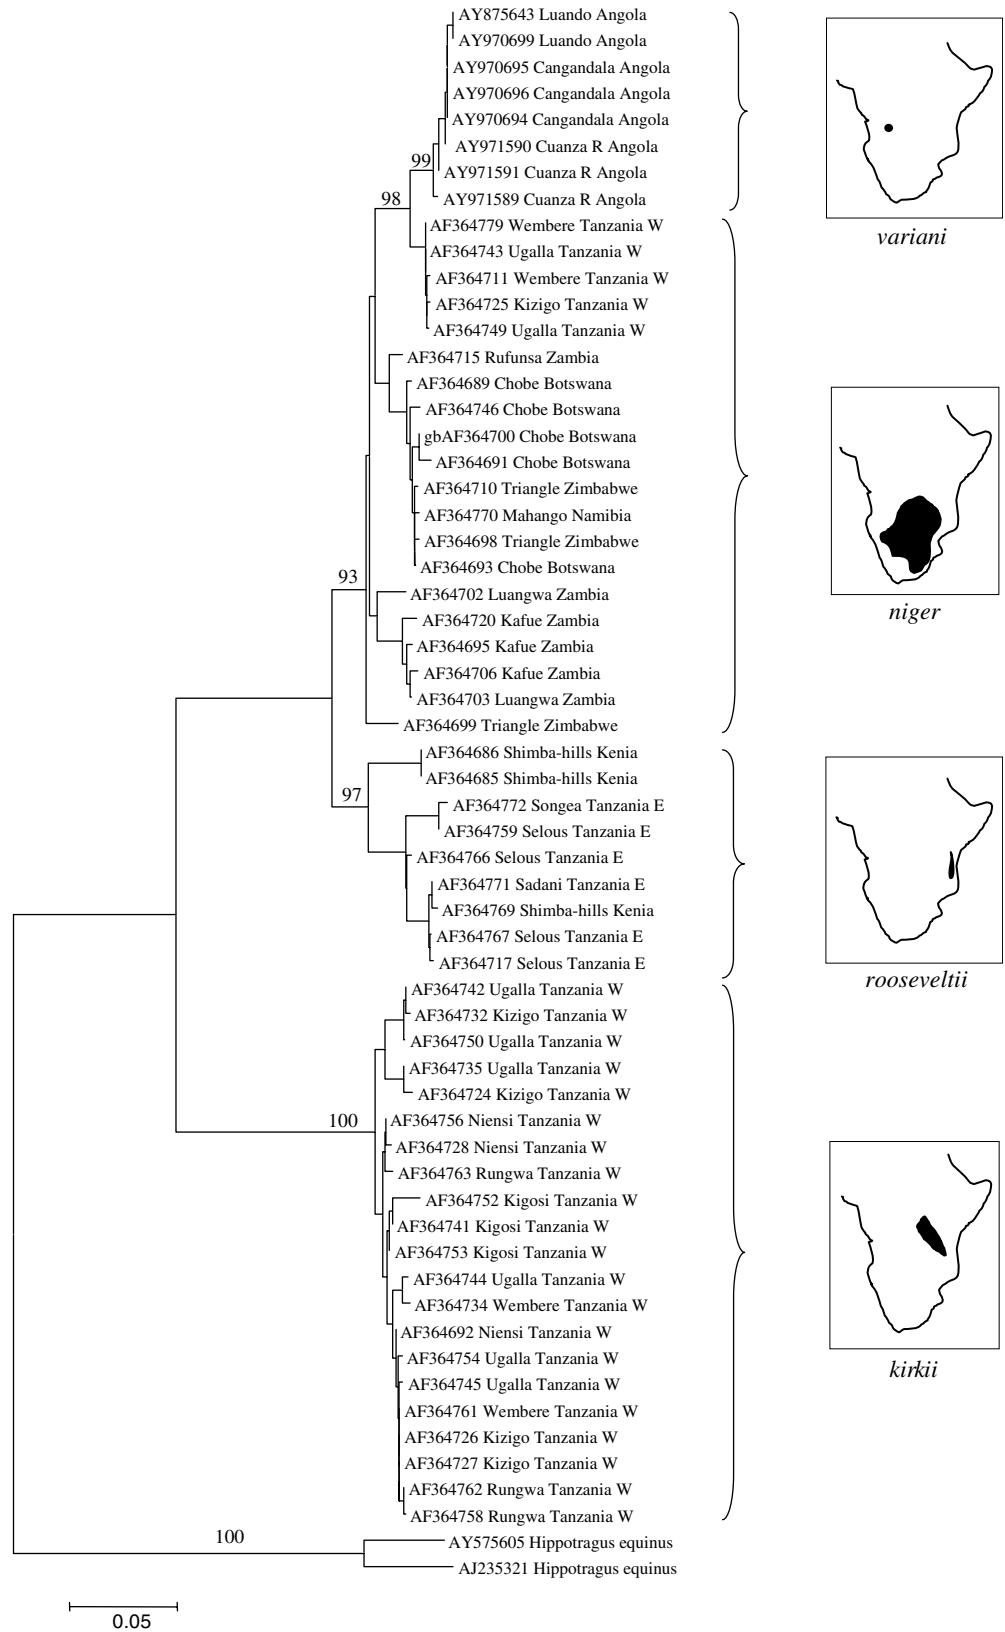 AY875643 Luando Angola
AY970699 Luando Angola
AY970695 Cangandala Angola
AY970696 Cangandala Angola
AY970694 Cangandala Angola
AY971590 Cuanza R Angola
99
AY971591 Cuanza R Angola
98
AY971589 Cuanza R Angola
variani
AF364779 Wembere Tanzania W
AF364743 Ugalla Tanzania W
AF364711 Wembere Tanzania W
AF364725 Kizigo Tanzania W
AF364749 Ugalla Tanzania W
AF364715 Rufunsa Zambia
AF364689 Chobe Botswana
AF364746 Chobe Botswana
gbAF364700 Chobe Botswana
AF364691 Chobe Botswana
AF364710 Triangle Zimbabwe
AF364770 Mahango Namibia
AF364698 Triangle Zimbabwe
AF364693 Chobe Botswana
93
AF364702 Luangwa Zambia
niger
AF364720 Kafue Zambia
AF364695 Kafue Zambia
AF364706 Kafue Zambia
AF364703 Luangwa Zambia
AF364699 Triangle Zimbabwe
AF364686 Shimba-hills Kenia
AF364685 Shimba-hills Kenia
97
AF364772 Songea Tanzania E
AF364759 Selous Tanzania E
AF364766 Selous Tanzania E
AF364771 Sadani Tanzania E
AF364769 Shimba-hills Kenia
AF364767 Selous Tanzania E
AF364717 Selous Tanzania E
rooseveltii
AF364742 Ugalla Tanzania W
AF364732 Kizigo Tanzania W
AF364750 Ugalla Tanzania W
AF364735 Ugalla Tanzania W
AF364724 Kizigo Tanzania W
100
AF364756 Niensi Tanzania W
AF364728 Niensi Tanzania W
AF364763 Rungwa Tanzania W
AF364752 Kigosi Tanzania W
AF364741 Kigosi Tanzania W
AF364753 Kigosi Tanzania W
AF364744 Ugalla Tanzania W
AF364734 Wembere Tanzania W
AF364692 Niensi Tanzania W
AF364754 Ugalla Tanzania W
kirkii
AF364745 Ugalla Tanzania W
AF364761 Wembere Tanzania W
AF364726 Kizigo Tanzania W
AF364727 Kizigo Tanzania W
AF364762 Rungwa Tanzania W
AF364758 Rungwa Tanzania W
100
AY575605 Hippotragus equinus
AJ235321 Hippotragus equinus
0.05